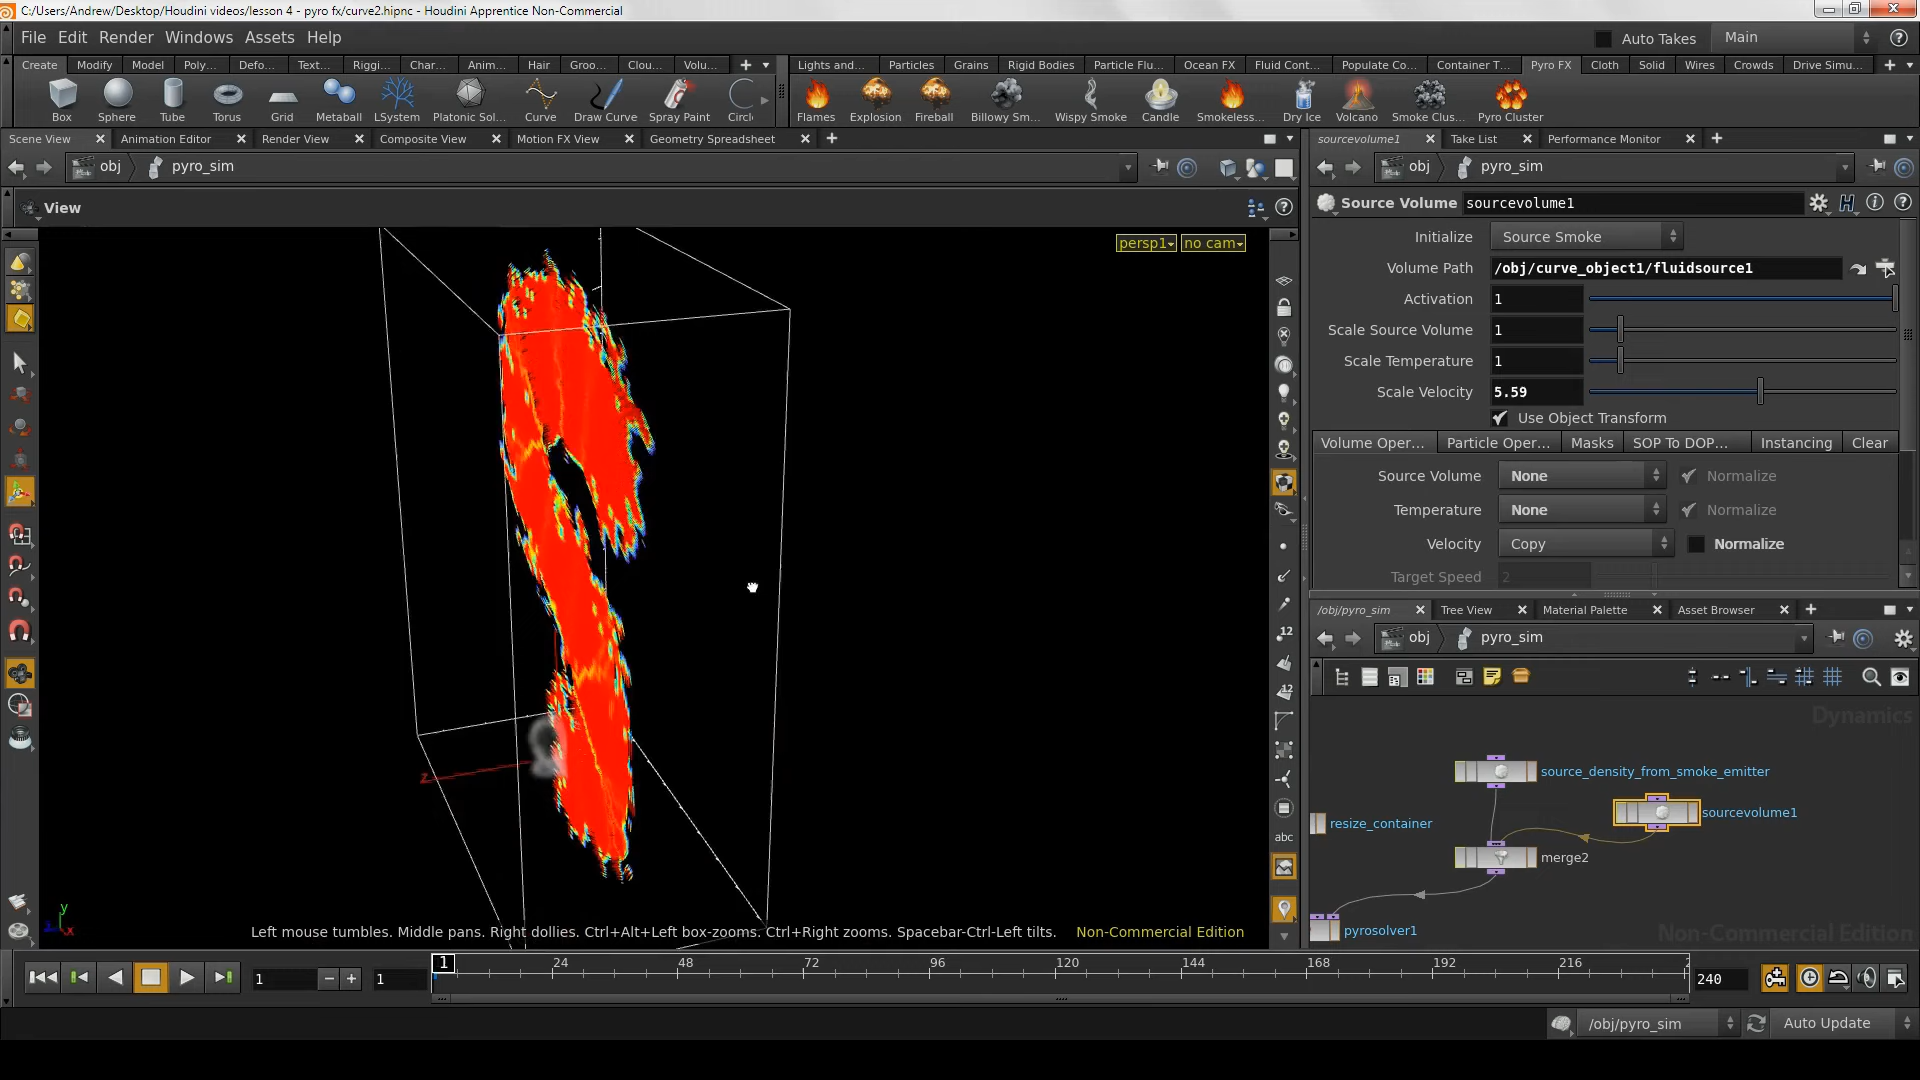 C:/Users/Andrew/Desktop/Houdini videos/lesson 4 - pyro fx/curve2.hipnc - Houdini Apprentice Non-Commercial
File Edit Render Windows Assets Help
Auto Takes Main
Create Modify Model Poly... Defo... Text... Riggi... Char... Anim... Hair Groo... Clou... Volu...
Lights and... Particles Grains Rigid Bodies Particle Flu... Ocean FX Fluid Cont... Populate Co... Container T... Pyro FX Cloth Solid Wires Crowds Drive Simu...
Box Sphere Tube Torus Grid Metaball LSystem Platonic Sol... Curve Draw Curve Spray Paint Circl
Flames Explosion Fireball Billowy Sm... Wispy Smoke Candle Smokeless... Dry Ice Volcano Smoke Clus... Pyro Cluster
Scene View Animation Editor Render View Composite View Motion FX View Geometry Spreadsheet
sourcevolume1 Take List Performance Monitor
obj pyro_sim
obj pyro_sim
View
Source Volume sourcevolume1
persp1 no cam
Initialize Source Smoke
Volume Path /obj/curve_object1/fluidsource1
Activation 1
Scale Source Volume 1
Scale Temperature 1
Scale Velocity 5.59
Use Object Transform
Volume Oper... Particle Oper... Masks SOP To DOP... Instancing Clear
Source Volume None Normalize
Temperature None Normalize
Velocity Copy Normalize
Target Speed 2
/obj/pyro_sim Tree View Material Palette Asset Browser
obj pyro_sim
Dynamics
source_density_from_smoke_emitter
sourcevolume1
resize_container
merge2
pyrosolver1
Non-Commercial Edition
12
12
abc
z
y
x
Left mouse tumbles. Middle pans. Right dollies. Ctrl+Alt+Left box-zooms. Ctrl+Right zooms. Spacebar-Ctrl-Left tilts. Non-Commercial Edition
1 1 1 24 48 72 96 120 144 168 192 216 2 240
/obj/pyro_sim Auto Update